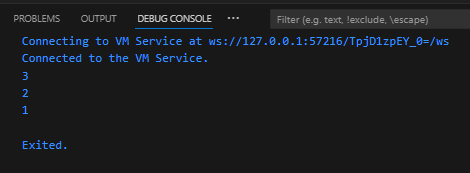 PROBLEMS OUTPUT DEBUG CONSOLE ... Filter (e.g. text, !exclude, \escape)
Connecting to VM Service at ws://127.0.0.1:57216/TpjD1zpEY_0=/ws
Connected to the VM Service.
3
2
1
Exited.